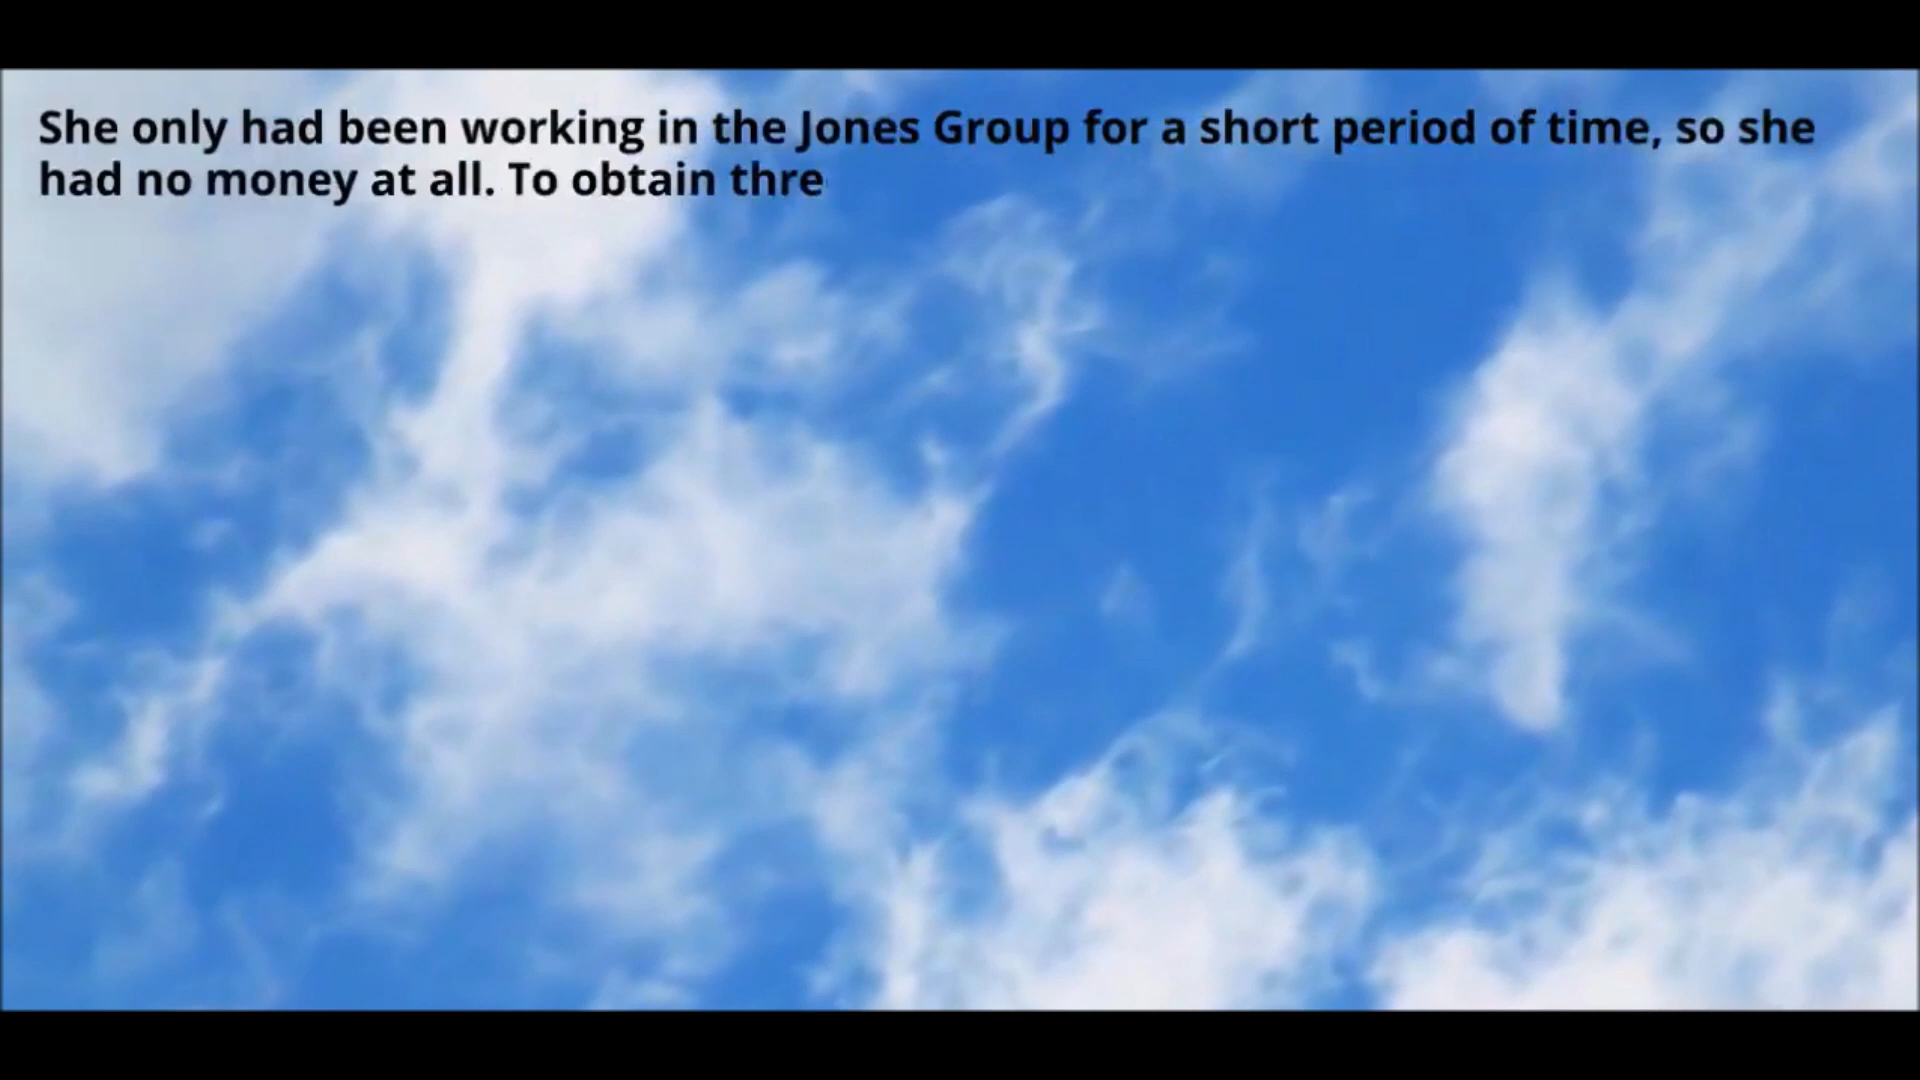 She only had been working in the Jones Group for a short period of time, so she
had no money at all. To obtain thre